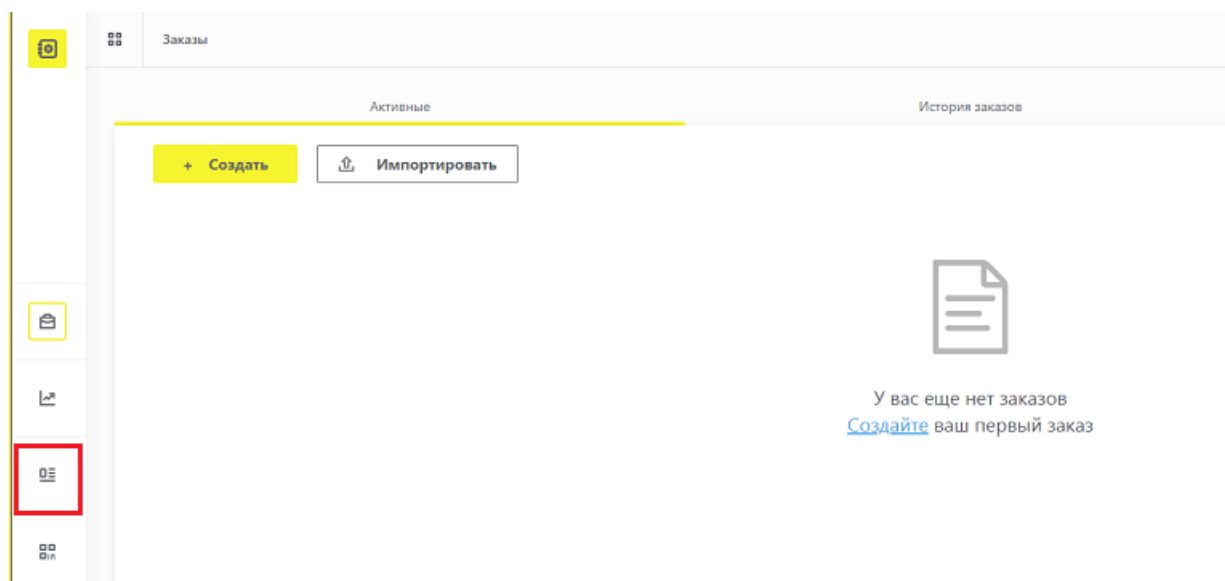 Заказы
Активные
История заказов
+ Создать
Импортировать
У вас еще нет заказов
Создайте ваш первый заказ